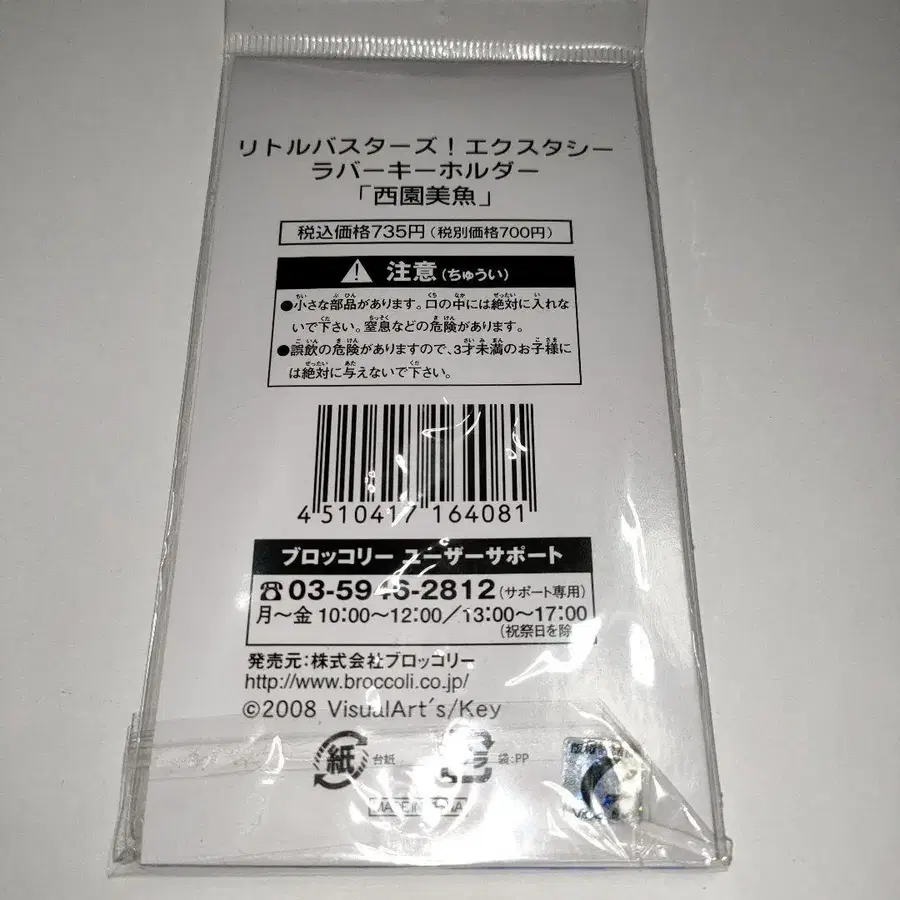 リトルバスターズ！エクスタシー
ラバーキーホルダー
「西園美魚」
税込価格735円(税別価格700円)
注意(ちゅうい)
●小さな部品があります。口の中には絶対に入れな
いで下さい。窒息などの危険があります。
●誤飲の危険がありますので、3才未満のお子様に
は絶対に与えないで下さい。
4 510417 164081
ブロッコリー ユーザーサポート
☎03-5946-2812(サポート専用)
月〜金 10:00〜12:00／13:00〜17:00
(祝祭日を除
発売元:株式会社ブロッコリー
http://www.broccoli.co.jp/
©2008 VisualArt's/Key
紙 台紙 袋:PP
MADE IN CHINA